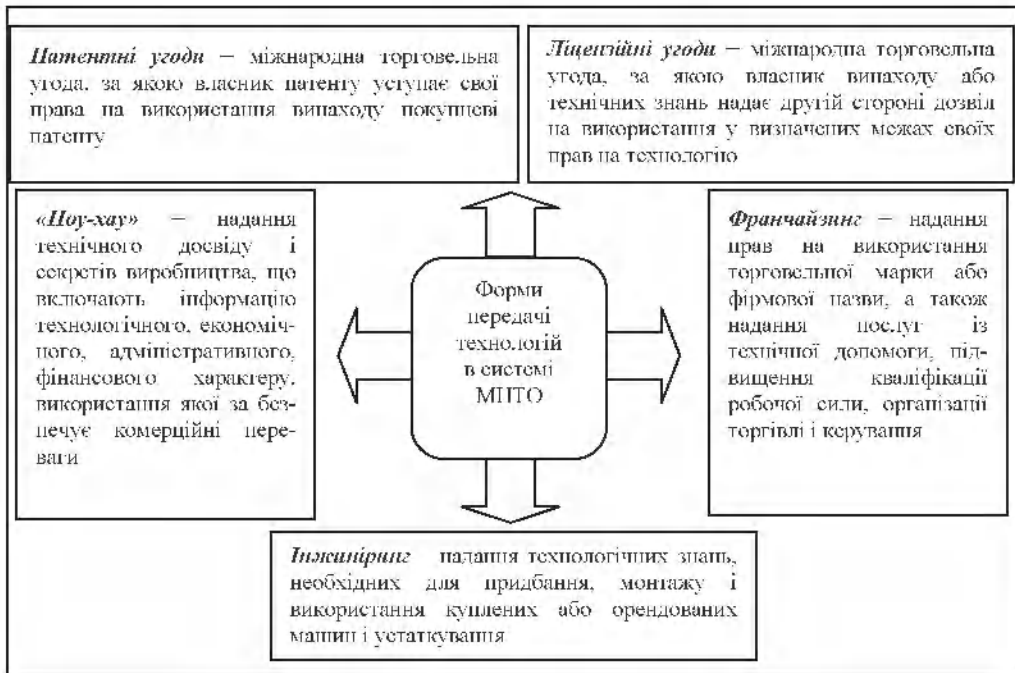 Патентні угоди – міжнародна торговельна
угода, за якою власник патенту уступає свої
права на використання винаходу покупцеві
патенту
Ліцензійні угоди – міжнародна торговельна
угода, за якою власник винаходу або
технічних знань надає другій стороні дозвіл
на використання у визначених межах своїх
прав на технологію
«Ноу-хау» – надання
технічного досвіду і
секретів виробництва, що
включають інформацію
технологічного, економіч-
ного, адміністративного,
фінансового характеру,
використання якої за без-
печує комерційні пере-
ваги
Форми
передачі
технологій
в системі
МПТО
Франчайзинг – надання
прав на використання
торговельної марки або
фірмової назви, а також
надання послуг із
технічної допомоги, під-
вищення кваліфікації
робочої сили, організації
торгівлі і керування
Інжиніринг надання технологічних знань,
необхідних для придбання, монтажу і
використання куплених або орендованих
машин і устаткування